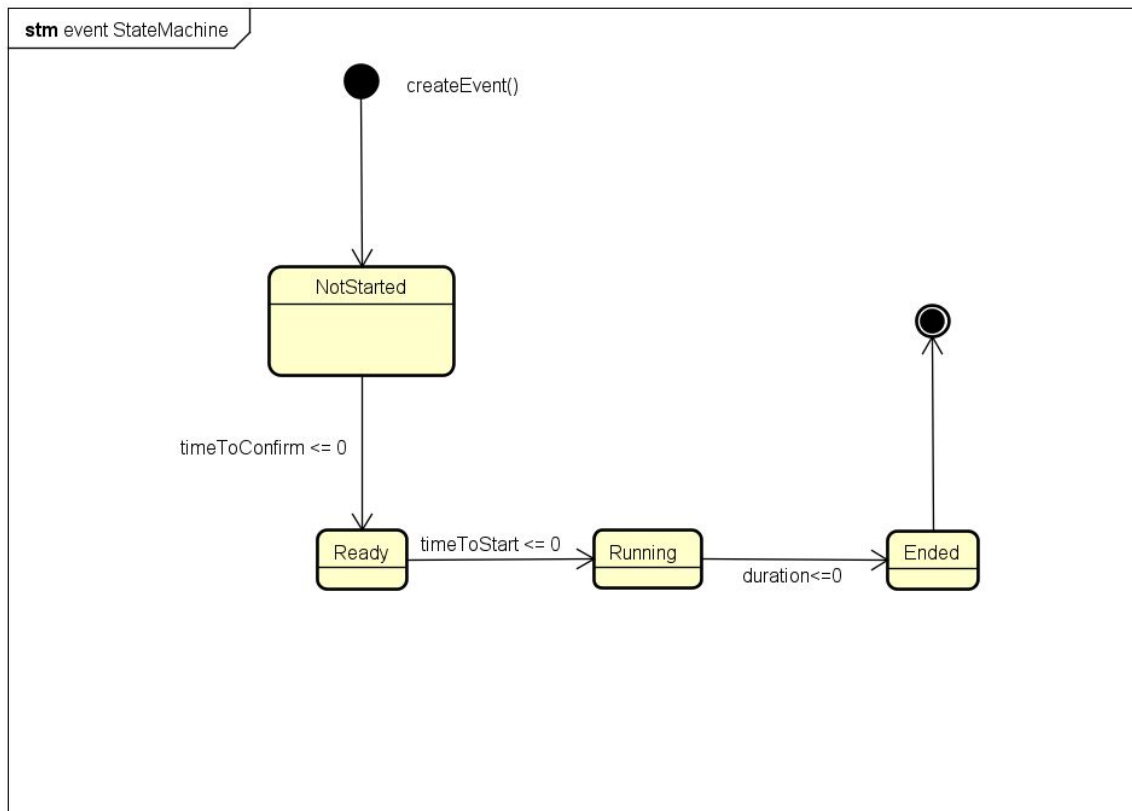 stm event StateMachine
createEvent()
NotStarted
timeToConfirm <= 0
Ready
timeToStart <= 0
Running
duration<=0
Ended